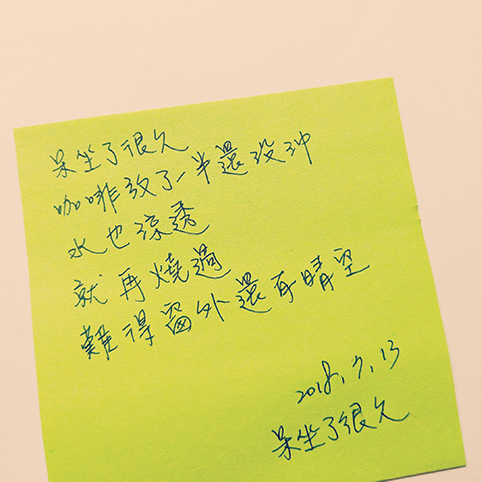 呆坐了很久
咖啡放了一半還没沖
水也涼透
就再燒過
難得窗外還有晴空
2018,7,13
呆坐了很久